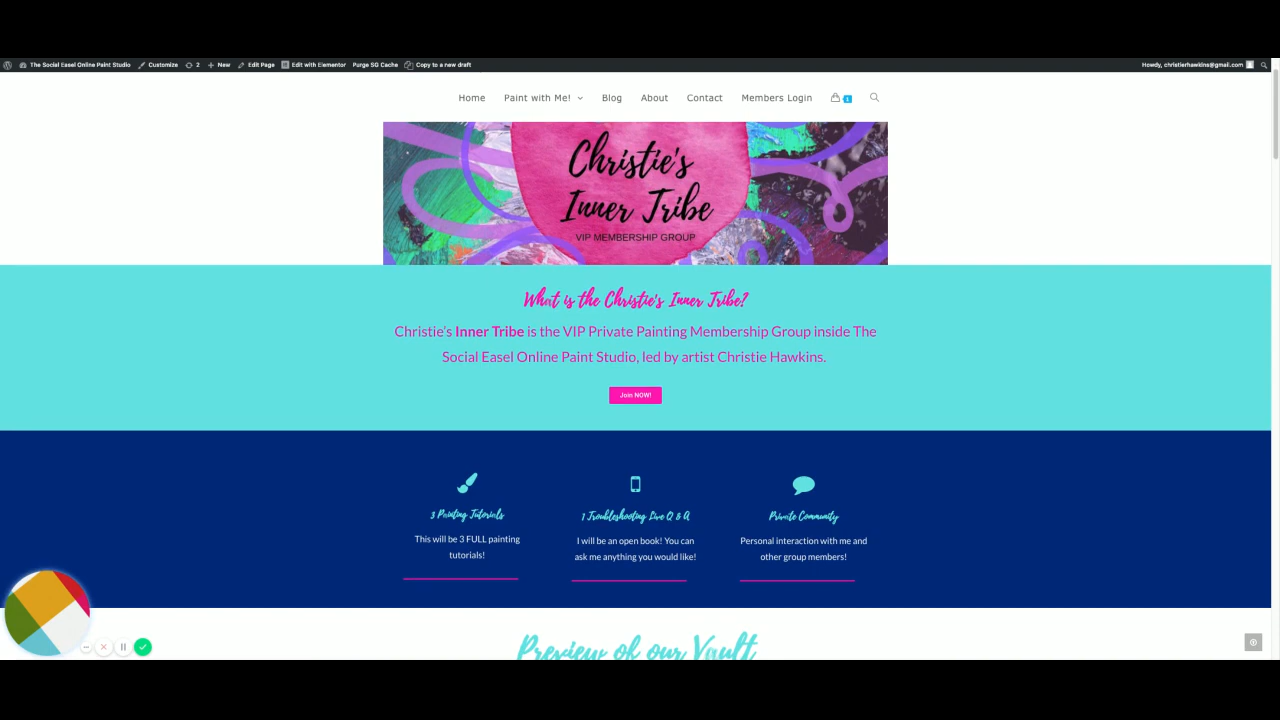 The Social Easel Online Paint Studio Customize 2 New Edit Page Edit with Elementor Purge SG Cache Copy to a new draft Howdy, christierhawkins@gmail.com
Home Paint with Me! Blog About Contact Members Login 1
Christie's
Inner Tribe
VIP MEMBERSHIP GROUP
What is the Christie's Inner Tribe?
Christie's Inner Tribe is the VIP Private Painting Membership Group inside The
Social Easel Online Paint Studio, led by artist Christie Hawkins.
Join NOW!
3 Painting Tutorials
This will be 3 FULL painting
tutorials!
1 Troubleshooting Live Q & A
I will be an open book! You can
ask me anything you would like!
Private Community
Personal interaction with me and
other group members!
Preview of our Vault